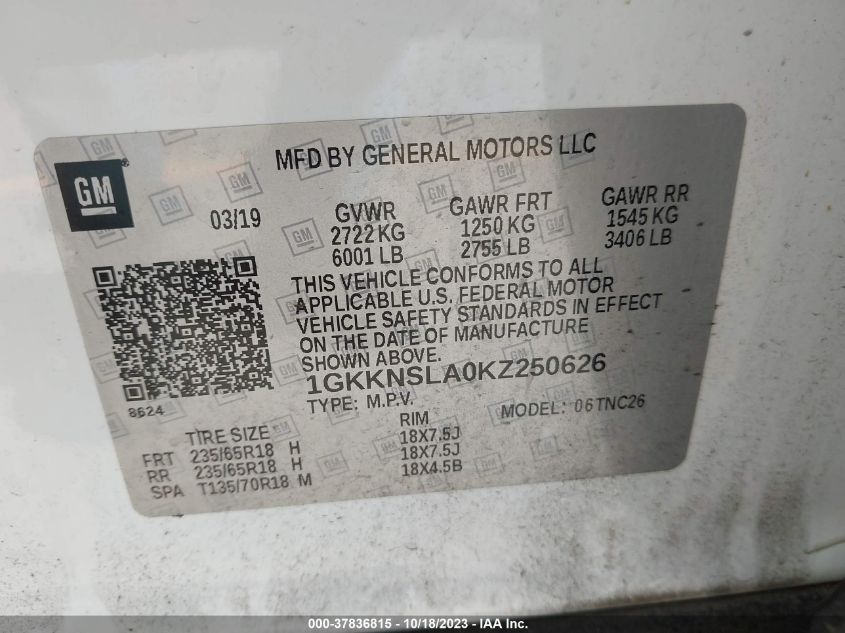 MFD BY GENERAL MOTORS LLC
GM
03/19
GVWR GAWR FRT GAWR RR
2722 KG 1250 KG 1545 KG
6001 LB 2755 LB 3406 LB
THIS VEHICLE CONFORMS TO ALL
APPLICABLE U.S. FEDERAL MOTOR
VEHICLE SAFETY STANDARDS IN EFFECT
ON THE DATE OF MANUFACTURE
SHOWN ABOVE.
1GKKNSLA0KZ250626
8624
TYPE: M.P.V. MODEL: 06TNC26
TIRE SIZE RIM
FRT 235/65R18 H 18X7.5J
RR 235/65R18 H 18X7.5J
SPA T135/70R18 M 18X4.5B
000-37836815 - 10/18/2023 - IAA Inc.